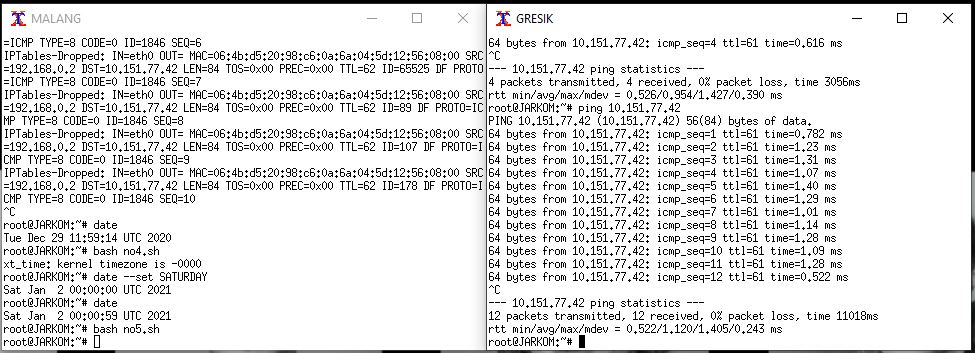 MALANG
=ICMP TYPE=8 CODE=0 ID=1846 SEQ=6
IPTables-Dropped: IN=eth0 OUT= MAC=06:4b:d5:20:98:c6:0a:6a:04:5d:12:56:08:00 SRC
=192.168.0.2 DST=10.151.77.42 LEN=84 TOS=0x00 PREC=0x00 TTL=62 ID=65525 DF PROTO
=ICMP TYPE=8 CODE=0 ID=1846 SEQ=7
IPTables-Dropped: IN=eth0 OUT= MAC=06:4b:d5:20:98:c6:0a:6a:04:5d:12:56:08:00 SRC
=192.168.0.2 DST=10.151.77.42 LEN=84 TOS=0x00 PREC=0x00 TTL=62 ID=89 DF PROTO=IC
MP TYPE=8 CODE=0 ID=1846 SEQ=8
IPTables-Dropped: IN=eth0 OUT= MAC=06:4b:d5:20:98:c6:0a:6a:04:5d:12:56:08:00 SRC
=192.168.0.2 DST=10.151.77.42 LEN=84 TOS=0x00 PREC=0x00 TTL=62 ID=107 DF PROTO=I
CMP TYPE=8 CODE=0 ID=1846 SEQ=9
IPTables-Dropped: IN=eth0 OUT= MAC=06:4b:d5:20:98:c6:0a:6a:04:5d:12:56:08:00 SRC
=192.168.0.2 DST=10.151.77.42 LEN=84 TOS=0x00 PREC=0x00 TTL=62 ID=178 DF PROTO=I
CMP TYPE=8 CODE=0 ID=1846 SEQ=10
^C
root@JARKOM:~# date
Tue Dec 29 11:59:14 UTC 2020
root@JARKOM:~# bash no4.sh
xt_time: kernel timezone is -0000
root@JARKOM:~# date --set SATURDAY
Sat Jan  2 00:00:00 UTC 2021
root@JARKOM:~# date
Sat Jan  2 00:00:59 UTC 2021
root@JARKOM:~# bash no5.sh
root@JARKOM:~#
GRESIK
64 bytes from 10.151.77.42: icmp_seq=4 ttl=61 time=0.616 ms
^C
--- 10.151.77.42 ping statistics ---
4 packets transmitted, 4 received, 0% packet loss, time 3056ms
rtt min/avg/max/mdev = 0.526/0.954/1.427/0.390 ms
root@JARKOM:~# ping 10.151.77.42
PING 10.151.77.42 (10.151.77.42) 56(84) bytes of data.
64 bytes from 10.151.77.42: icmp_seq=1 ttl=61 time=0.782 ms
64 bytes from 10.151.77.42: icmp_seq=2 ttl=61 time=1.23 ms
64 bytes from 10.151.77.42: icmp_seq=3 ttl=61 time=1.31 ms
64 bytes from 10.151.77.42: icmp_seq=4 ttl=61 time=1.07 ms
64 bytes from 10.151.77.42: icmp_seq=5 ttl=61 time=1.40 ms
64 bytes from 10.151.77.42: icmp_seq=6 ttl=61 time=1.29 ms
64 bytes from 10.151.77.42: icmp_seq=7 ttl=61 time=1.01 ms
64 bytes from 10.151.77.42: icmp_seq=8 ttl=61 time=1.14 ms
64 bytes from 10.151.77.42: icmp_seq=9 ttl=61 time=1.28 ms
64 bytes from 10.151.77.42: icmp_seq=10 ttl=61 time=1.09 ms
64 bytes from 10.151.77.42: icmp_seq=11 ttl=61 time=1.28 ms
64 bytes from 10.151.77.42: icmp_seq=12 ttl=61 time=0.522 ms
^C
--- 10.151.77.42 ping statistics ---
12 packets transmitted, 12 received, 0% packet loss, time 11018ms
rtt min/avg/max/mdev = 0.522/1.120/1.405/0.243 ms
root@JARKOM:~#